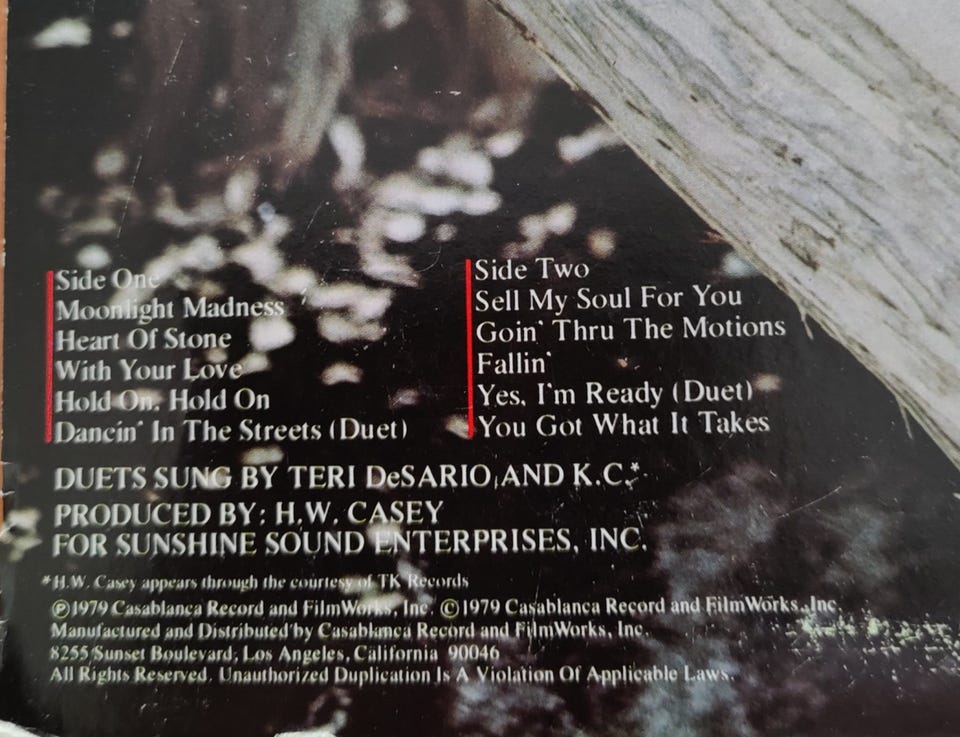 Side One
Moonlight Madness
Heart Of Stone
With Your Love
Hold On, Hold On
Dancin' In The Streets (Duet)
Side Two
Sell My Soul For You
Goin' Thru The Motions
Fallin'
Yes, I'm Ready (Duet)
You Got What It Takes
DUETS SUNG BY TERI DeSARIO AND K.C.*
PRODUCED BY: H.W. CASEY
FOR SUNSHINE SOUND ENTERPRISES, INC.
*H.W. Casey appears through the courtesy of TK Records
Ⓟ1979 Casablanca Record and FilmWorks, Inc. ©1979 Casablanca Record and FilmWorks, Inc.
Manufactured and Distributed by Casablanca Record and FilmWorks, Inc.
8255 Sunset Boulevard, Los Angeles, California 90046
All Rights Reserved. Unauthorized Duplication Is A Violation Of Applicable Laws.